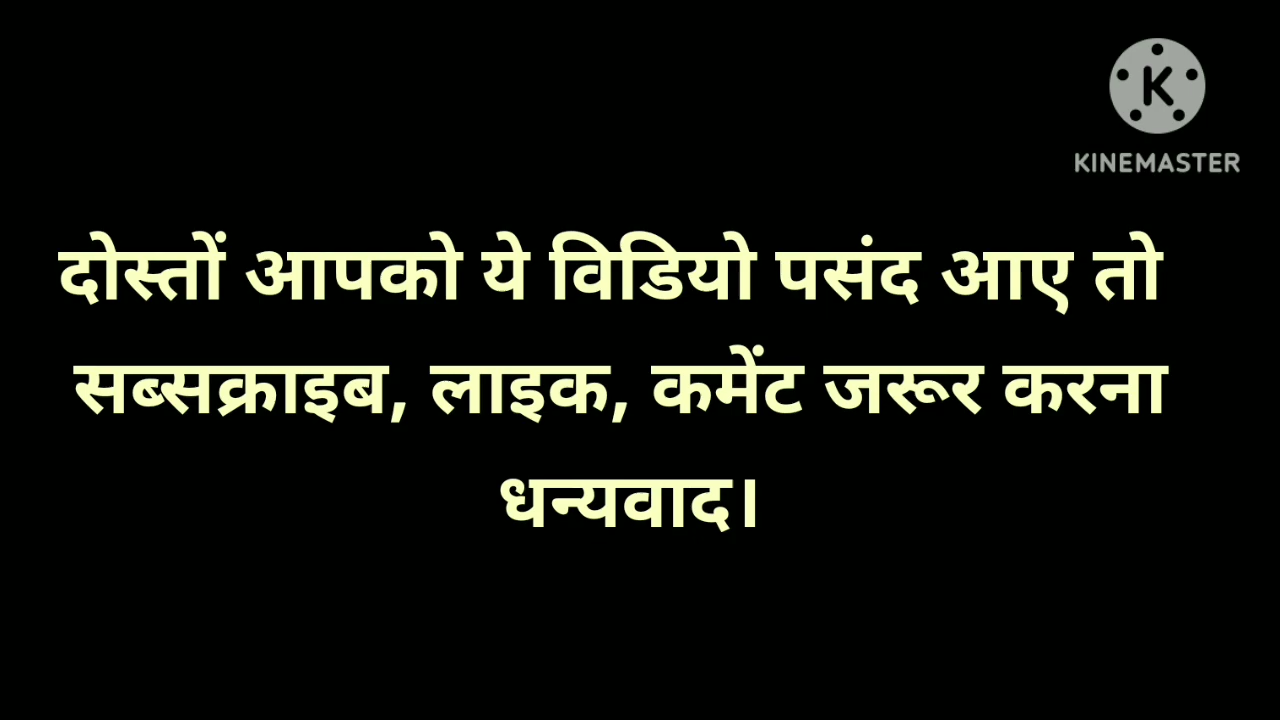 KINEMASTER
दोस्तों आपको ये विडियो पसंद आए तो
सब्सक्राइब, लाइक, कमेंट जरूर करना
धन्यवाद।